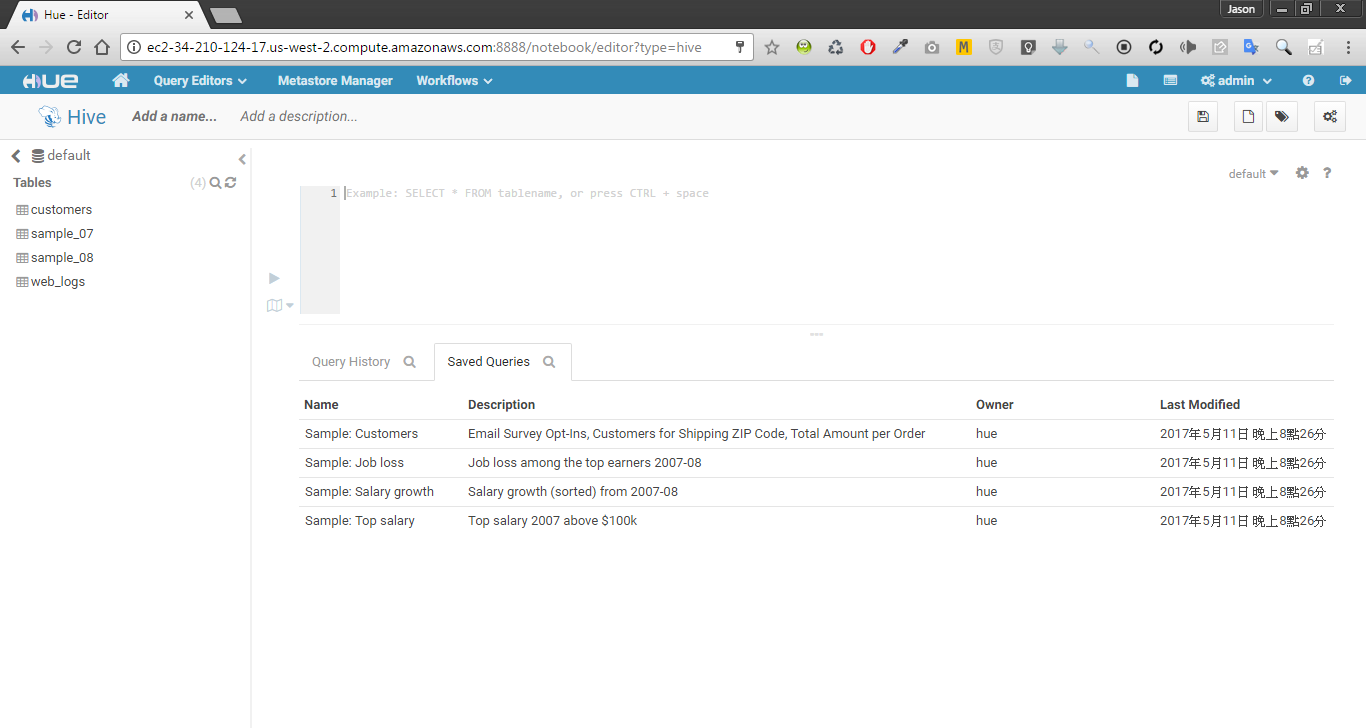 Hue - Editor
Jason
ec2-34-210-124-17.us-west-2.compute.amazonaws.com:8888/notebook/editor?type=hive
HUE Query Editors Metastore Manager Workflows admin
Hive Add a name... Add a description...
default
Tables (4)
customers
sample_07
sample_08
web_logs
default
1 Example: SELECT * FROM tablename, or press CTRL + space
Query History Saved Queries
Name Description Owner Last Modified
Sample: Customers Email Survey Opt-Ins, Customers for Shipping ZIP Code, Total Amount per Order hue 2017年5月11日 晚上8點26分
Sample: Job loss Job loss among the top earners 2007-08 hue 2017年5月11日 晚上8點26分
Sample: Salary growth Salary growth (sorted) from 2007-08 hue 2017年5月11日 晚上8點26分
Sample: Top salary Top salary 2007 above $100k hue 2017年5月11日 晚上8點26分